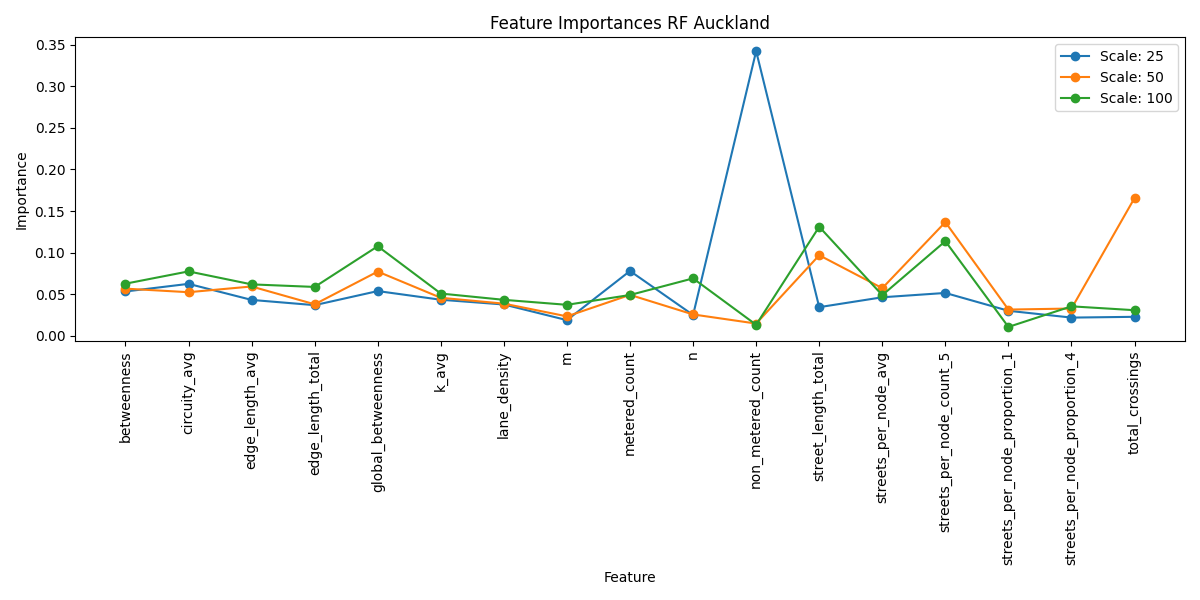 Feature Importances RF Auckland
Scale: 25
Scale: 50
Scale: 100
Importance
0.35
0.30
0.25
0.20
0.15
0.10
0.05
0.00
betweenness
circuity_avg
edge_length_avg
edge_length_total
global_betweenness
k_avg
lane_density
m
metered_count
n
non_metered_count
street_length_total
streets_per_node_avg
streets_per_node_count_5
streets_per_node_proportion_1
streets_per_node_proportion_4
total_crossings
Feature